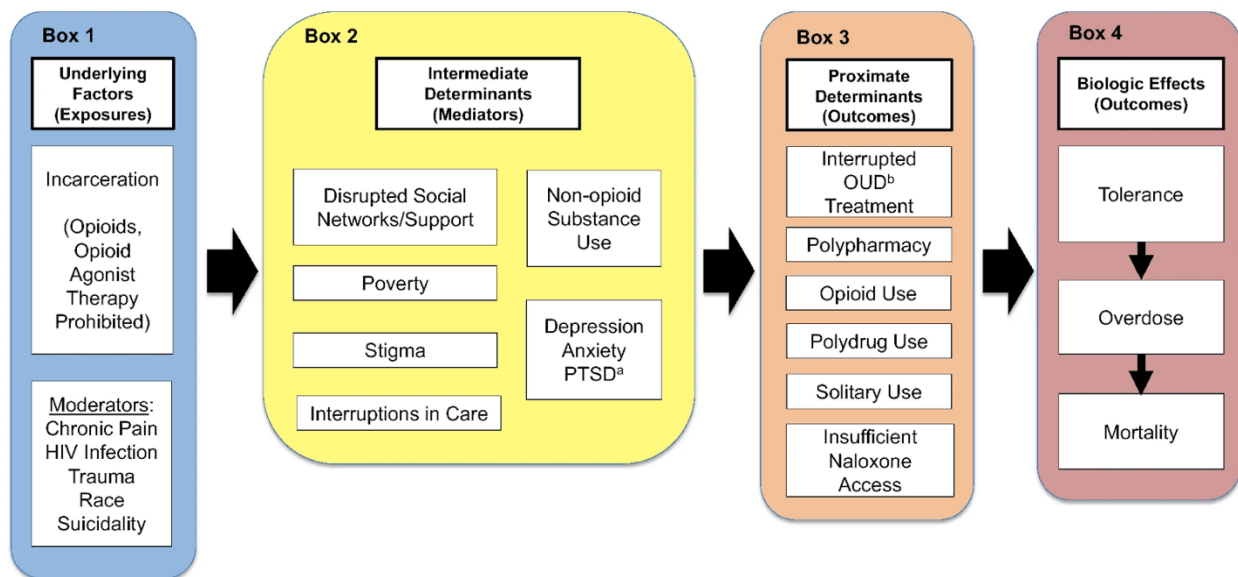 Box 1
Underlying
Factors
(Exposures)
Incarceration
(Opioids,
Opioid
Agonist
Therapy
Prohibited)
Moderators:
Chronic Pain
HIV Infection
Trauma
Race
Suicidality
Box 2
Intermediate
Determinants
(Mediators)
Disrupted Social
Networks/Support
Poverty
Stigma
Interruptions in Care
Non-opioid
Substance
Use
Depression
Anxiety
PTSDᵃ
Box 3
Proximate
Determinants
(Outcomes)
Interrupted
OUDᵇ
Treatment
Polypharmacy
Opioid Use
Polydrug Use
Solitary Use
Insufficient
Naloxone
Access
Box 4
Biologic Effects
(Outcomes)
Tolerance
Overdose
Mortality